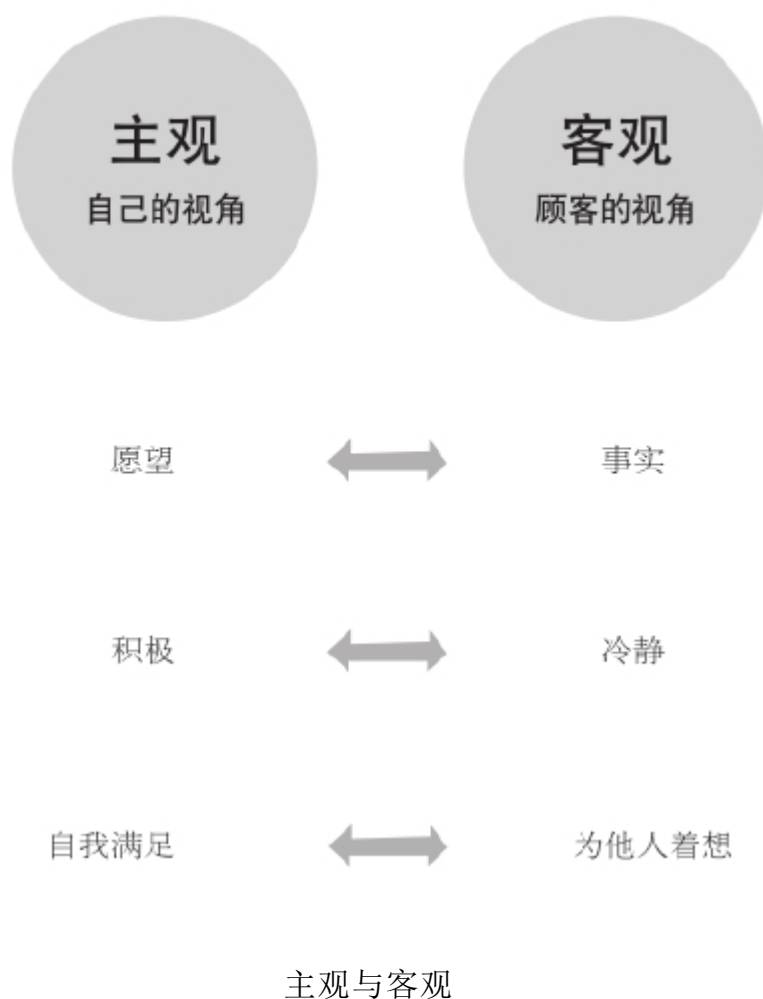 主观
自己的视角
客观
顾客的视角
愿望
事实
积极
冷静
自我满足
为他人着想
主观与客观